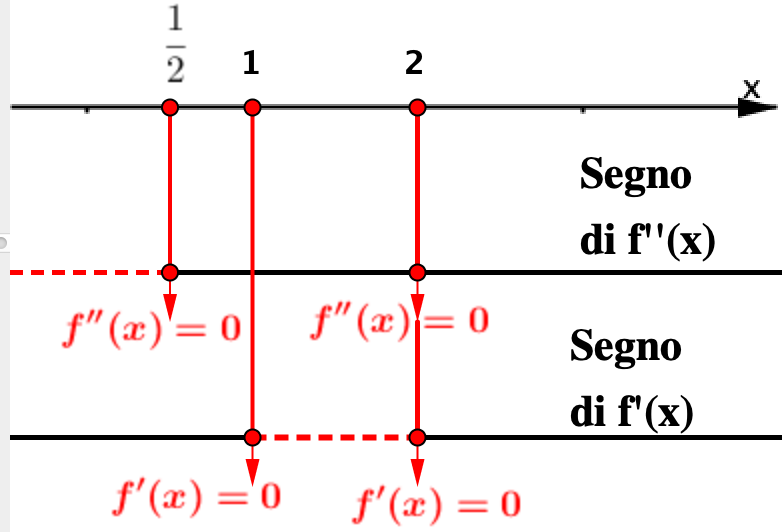 1/2
1
2
x
Segno
di f''(x)
f''(x) = 0
f''(x) = 0
Segno
di f'(x)
f'(x) = 0
f'(x) = 0